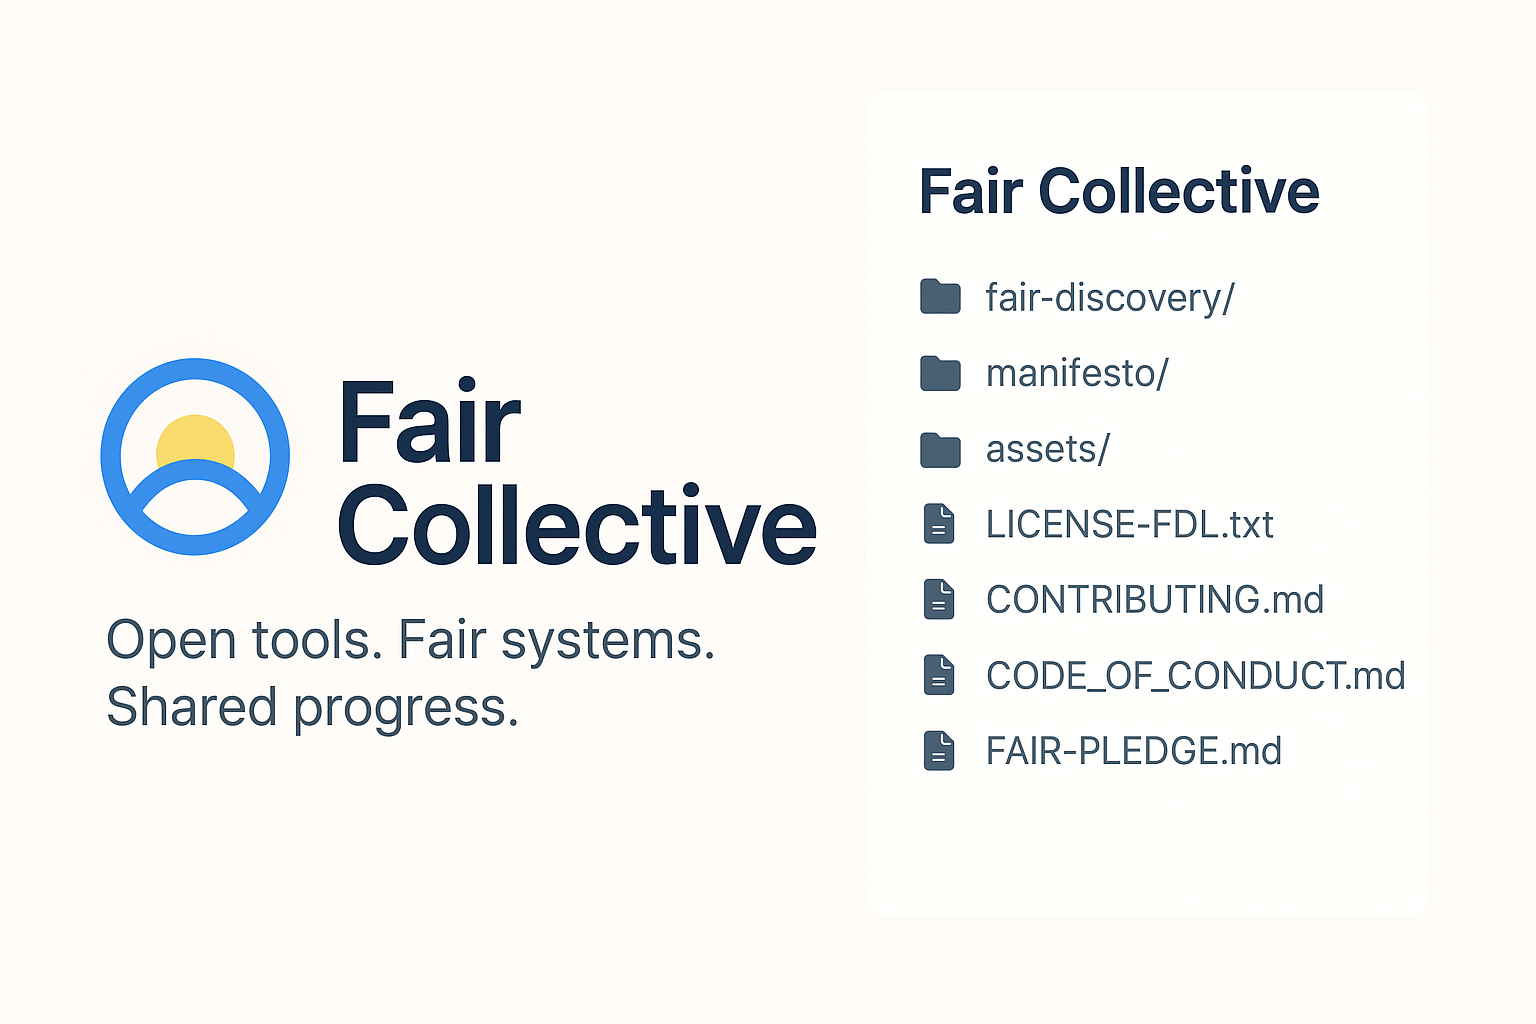 Fair
Collective
Open tools. Fair systems.
Shared progress.
Fair Collective
fair-discovery/
manifesto/
assets/
LICENSE-FDL.txt
CONTRIBUTING.md
CODE_OF_CONDUCT.md
FAIR-PLEDGE.md